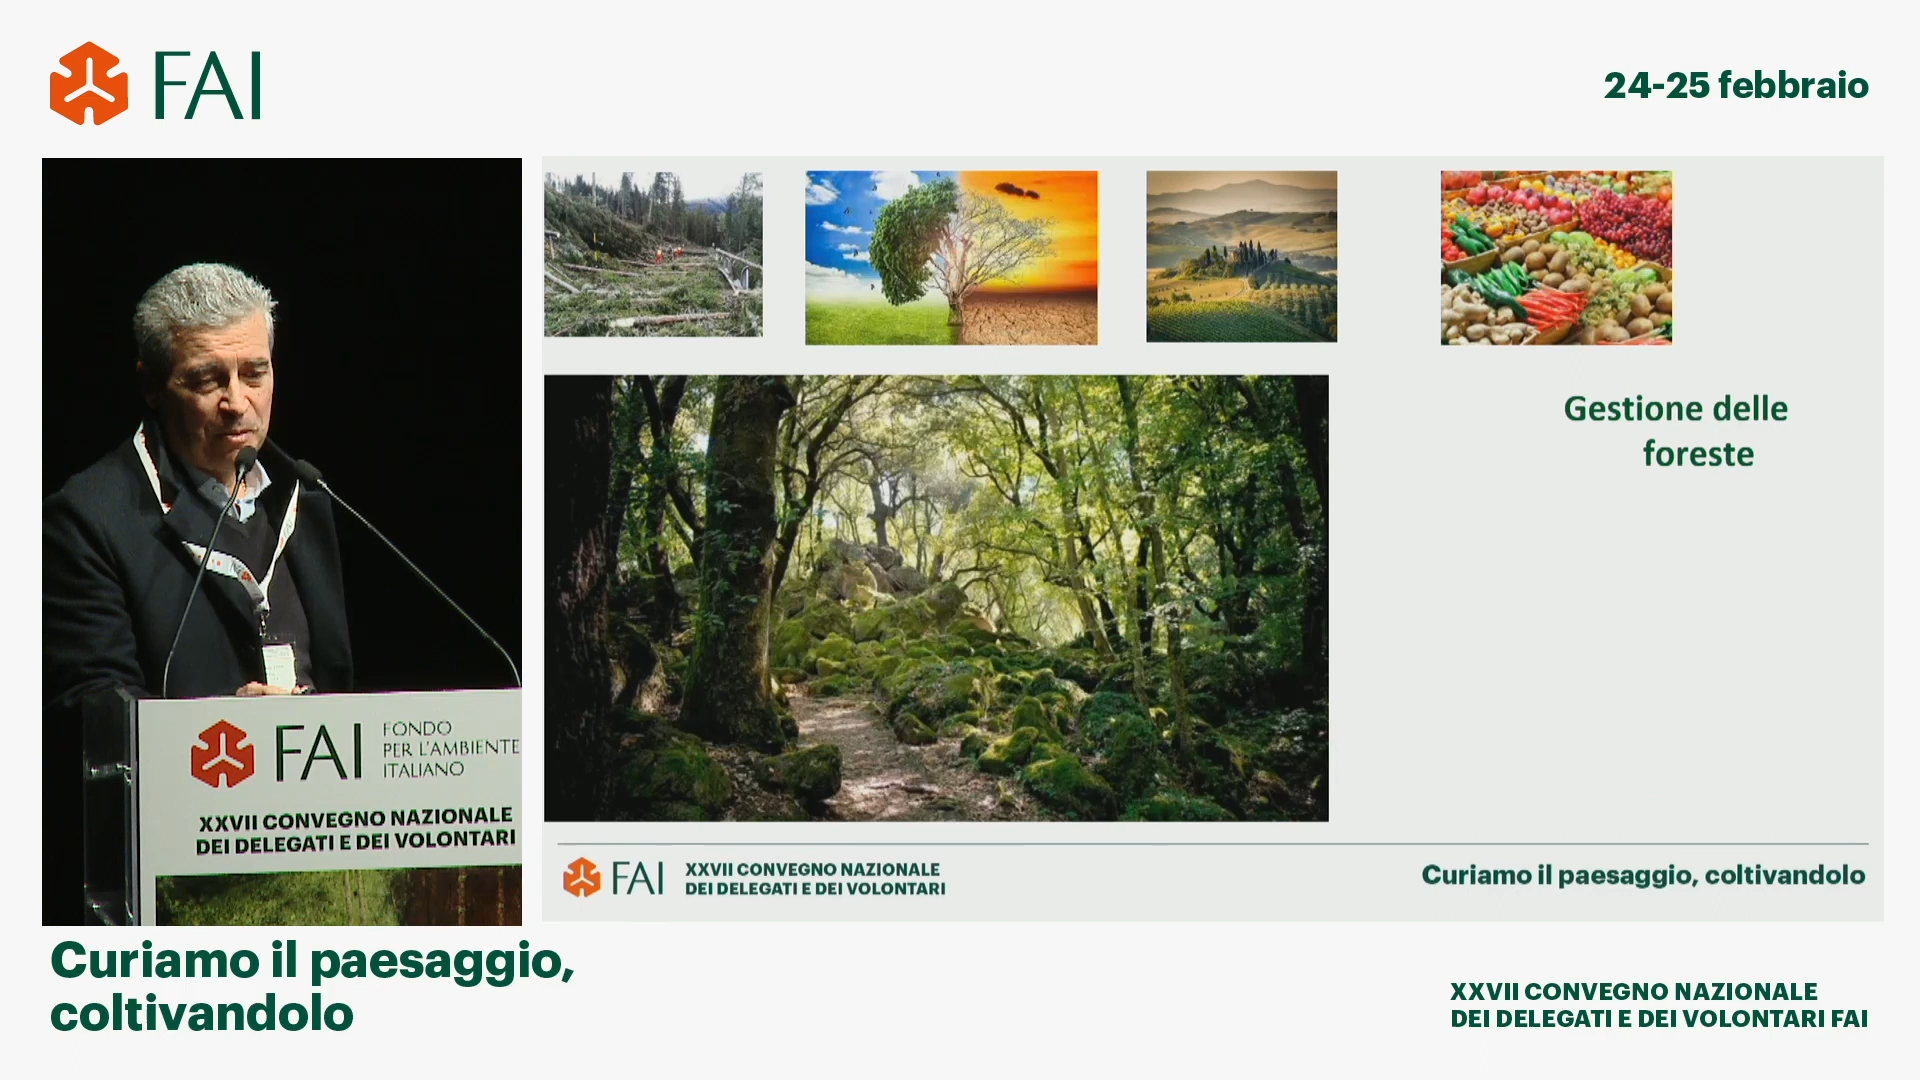 FAI
24-25 febbraio
FAI
FONDO
PER L'AMBIENTE
ITALIANO
XXVII CONVEGNO NAZIONALE
DEI DELEGATI E DEI VOLONTARI
Gestione delle
foreste
FAI
XXVII CONVEGNO NAZIONALE
DEI DELEGATI E DEI VOLONTARI
Curiamo il paesaggio, coltivandolo
Curiamo il paesaggio,
coltivandolo
XXVII CONVEGNO NAZIONALE
DEI DELEGATI E DEI VOLONTARI FAI